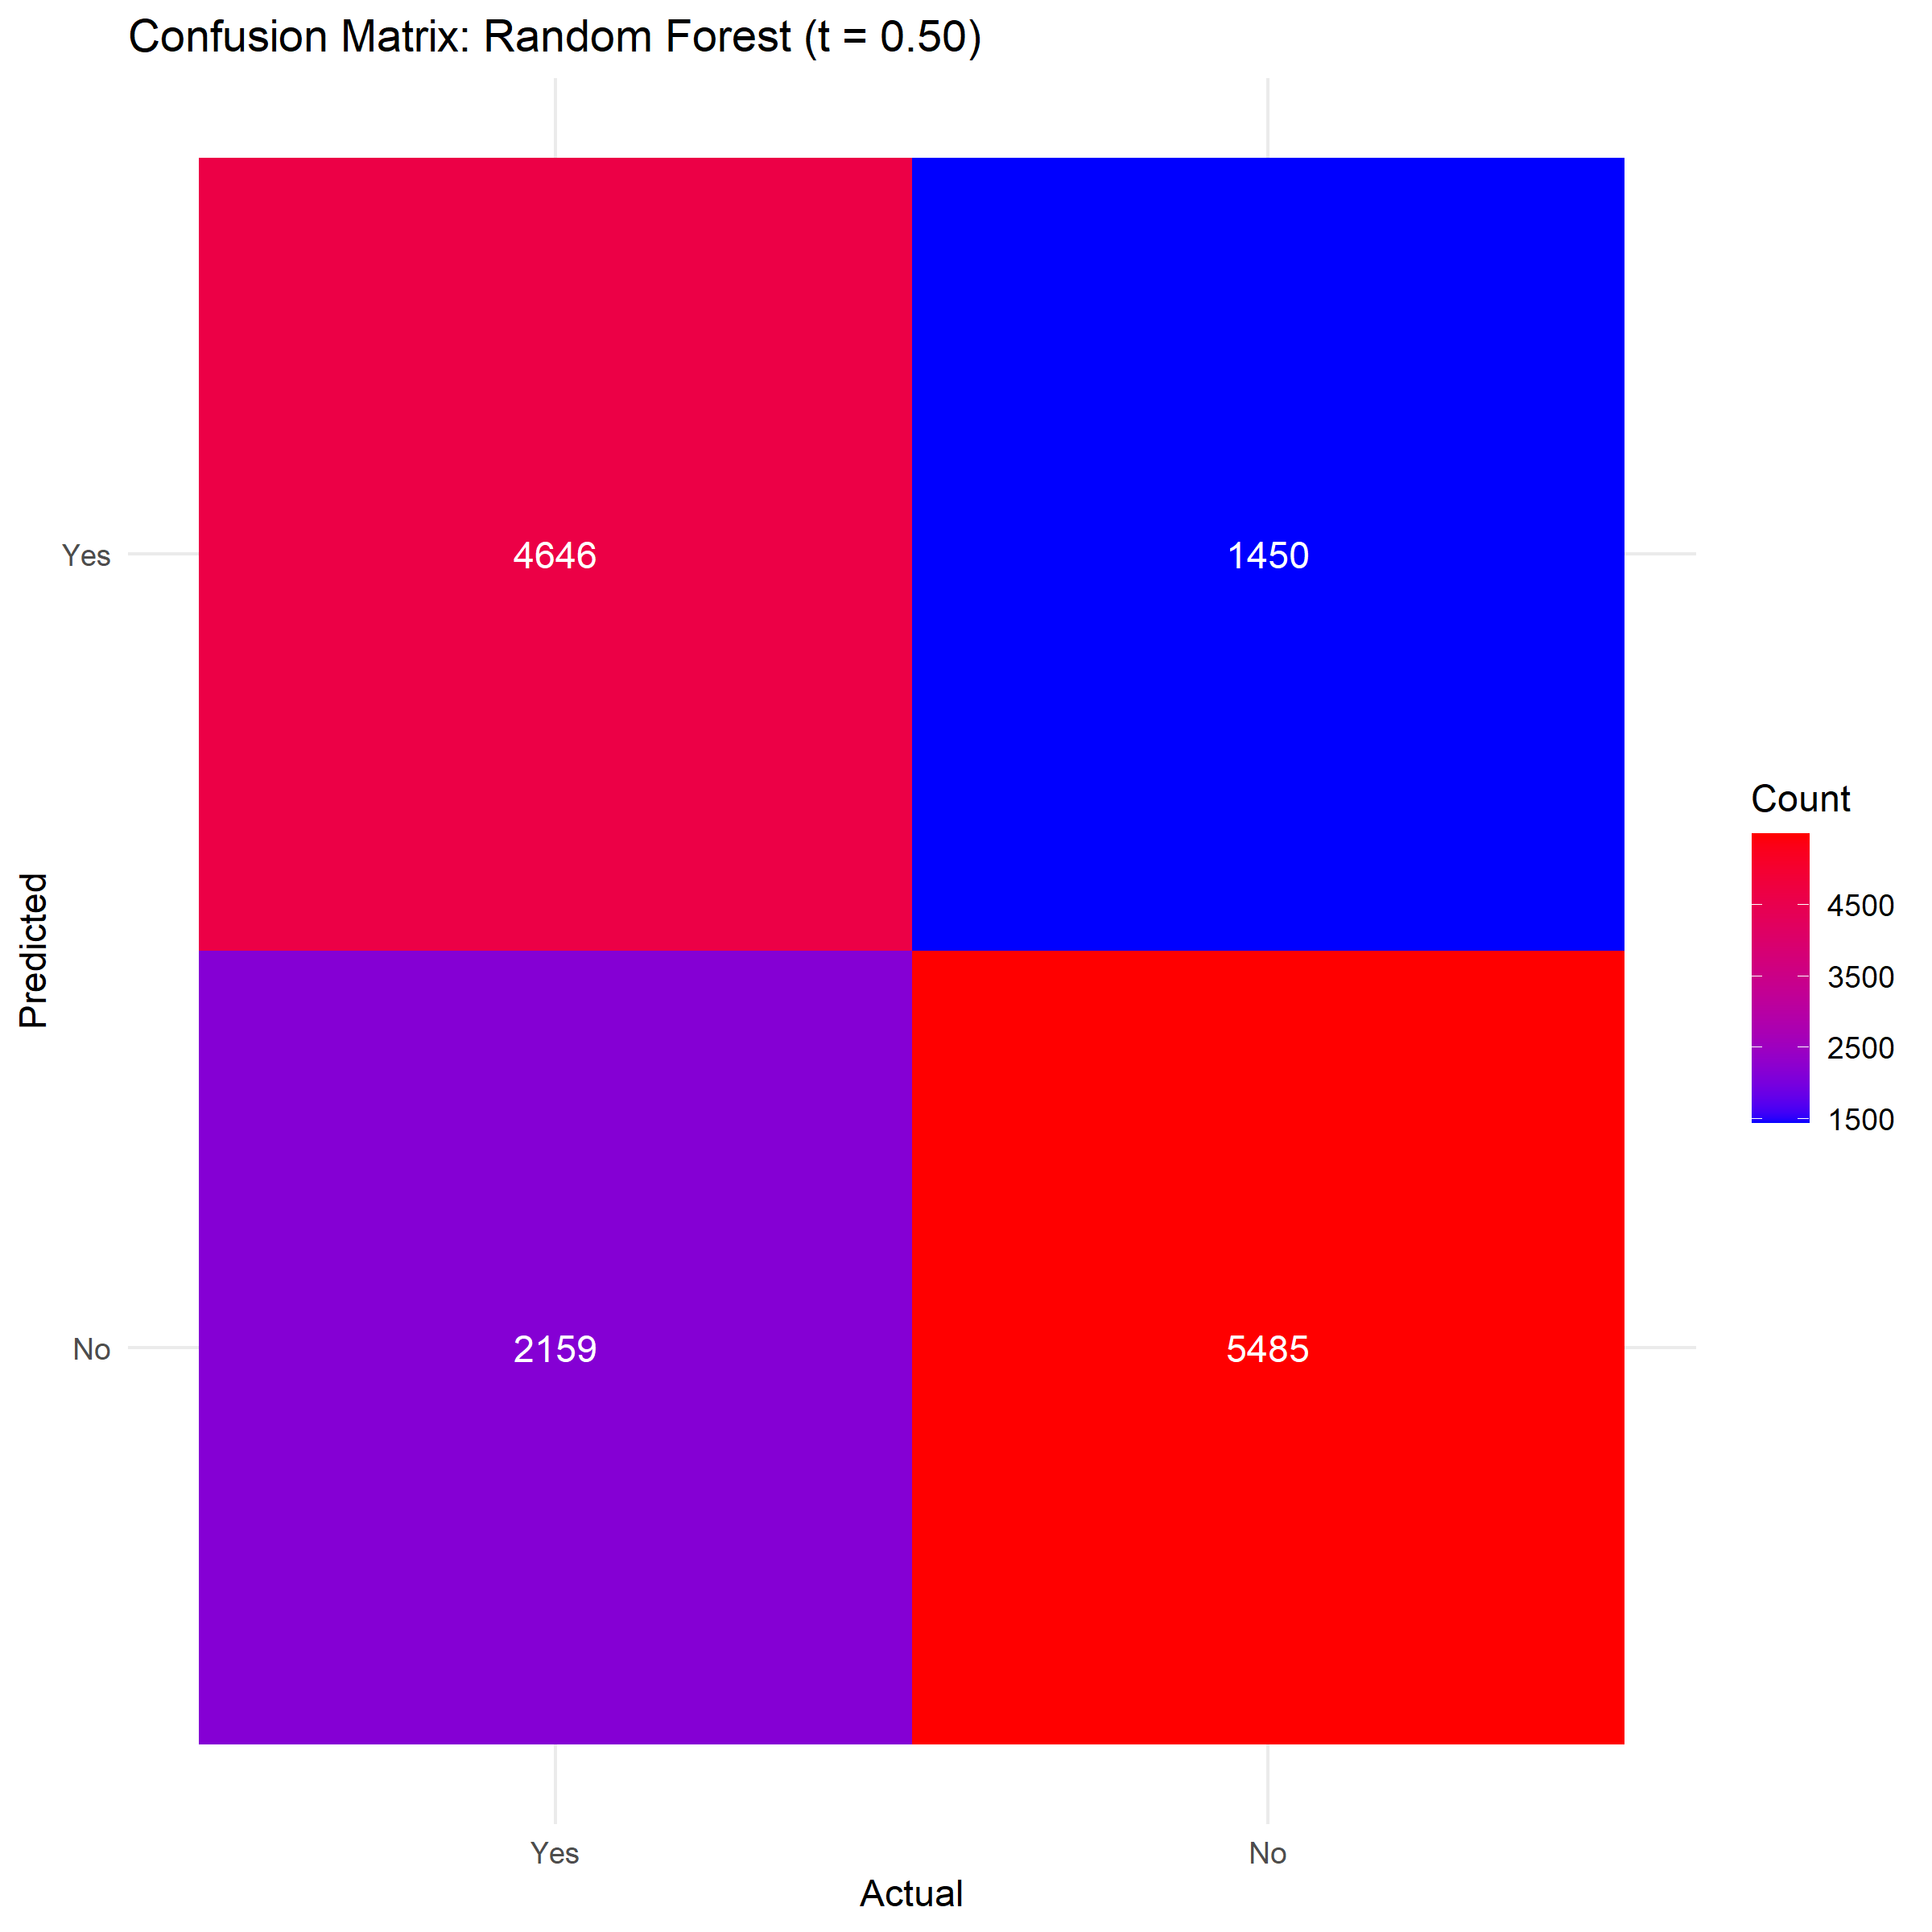 Confusion Matrix: Random Forest (t = 0.50)
Predicted
Yes
No
4646
1450
2159
5485
Yes
No
Actual
Count
4500
3500
2500
1500